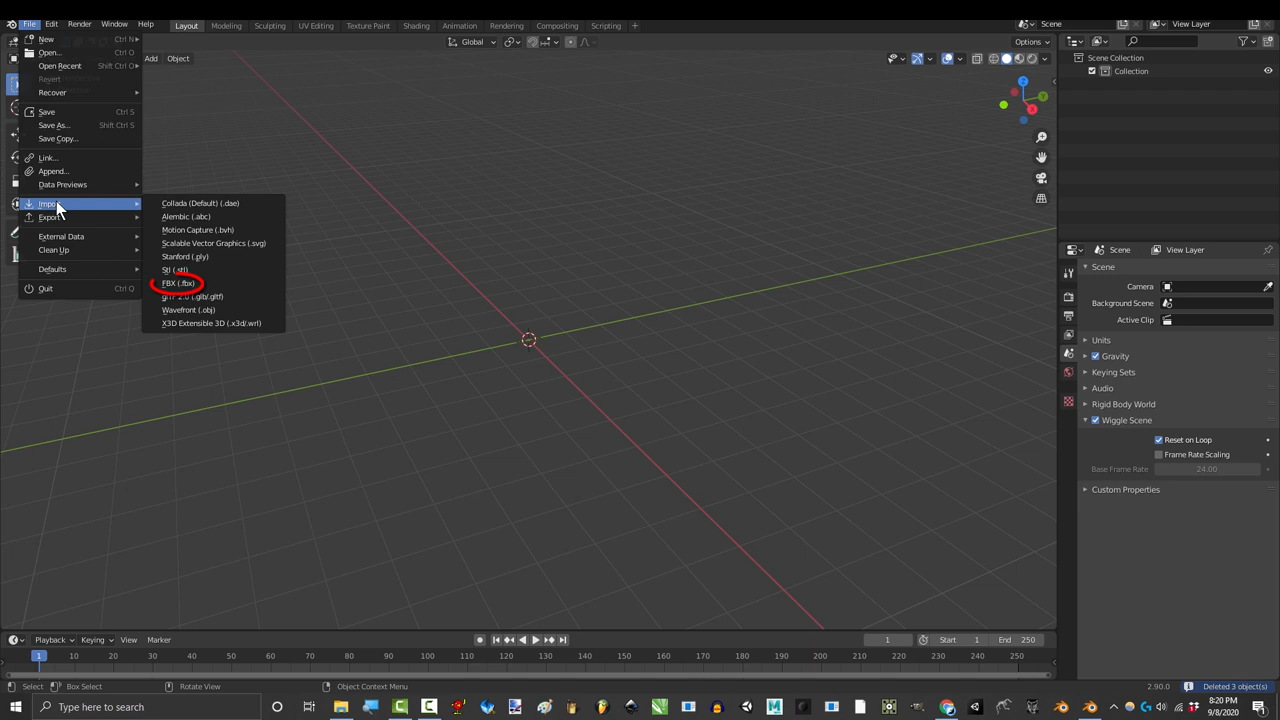 File Edit Render Window Help Layout Modeling Sculpting UV Editing Texture Paint Shading Animation Rendering Compositing Scripting + Scene View Layer
Global Options
Add Object
New Ctrl N
Open... Ctrl O
Open Recent Shift Ctrl O
Revert
Recover
Save Ctrl S
Save As... Shift Ctrl S
Save Copy...
Link...
Append...
Data Previews
Import
Export
External Data
Clean Up
Defaults
Quit Ctrl Q
Collada (Default) (.dae)
Alembic (.abc)
Motion Capture (.bvh)
Scalable Vector Graphics (.svg)
Stanford (.ply)
Stl (.stl)
FBX (.fbx)
glTF 2.0 (.glb/.gltf)
Wavefront (.obj)
X3D Extensible 3D (.x3d/.wrl)
Z
Y
X
Scene Collection
Collection
Scene View Layer
Scene
Camera
Background Scene
Active Clip
Units
Gravity
Keying Sets
Audio
Rigid Body World
Wiggle Scene
Reset on Loop
Frame Rate Scaling
Base Frame Rate 24.00
Custom Properties
Playback Keying View Marker 1 Start 1 End 250
1 10 20 30 40 50 60 70 80 90 100 110 120 130 140 150 160 170 180 190 200 210 220 230 240 250
Select Box Select Rotate View Object Context Menu 2.90.0 Deleted 3 object(s)
Type here to search
8:20 PM
9/8/2020